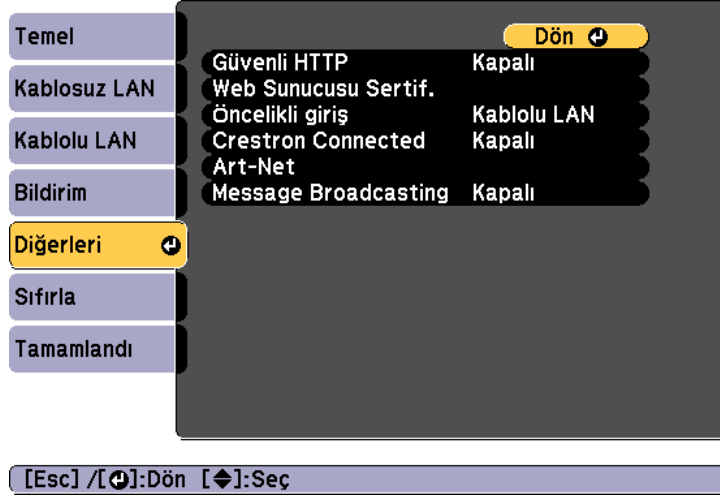 Temel
Kablosuz LAN
Kablolu LAN
Bildirim
Diğerleri
Sıfırla
Tamamlandı
Dön
Güvenli HTTP Kapalı
Web Sunucusu Sertif.
Öncelikli giriş Kablolu LAN
Crestron Connected Kapalı
Art-Net
Message Broadcasting Kapalı
[Esc] /[⏎]:Dön [◆]:Seç